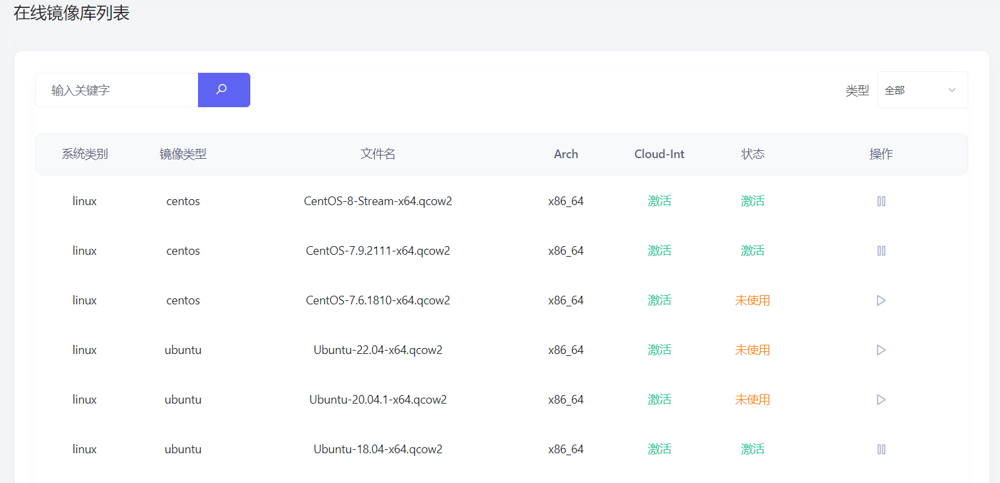 在线镜像库列表
输入关键字 类型 全部
系统类别 镜像类型 文件名 Arch Cloud-Int 状态 操作
linux centos CentOS-8-Stream-x64.qcow2 x86_64 激活 激活
linux centos CentOS-7.9.2111-x64.qcow2 x86_64 激活 激活
linux centos CentOS-7.6.1810-x64.qcow2 x86_64 激活 未使用
linux ubuntu Ubuntu-22.04-x64.qcow2 x86_64 激活 未使用
linux ubuntu Ubuntu-20.04.1-x64.qcow2 x86_64 激活 未使用
linux ubuntu Ubuntu-18.04-x64.qcow2 x86_64 激活 激活